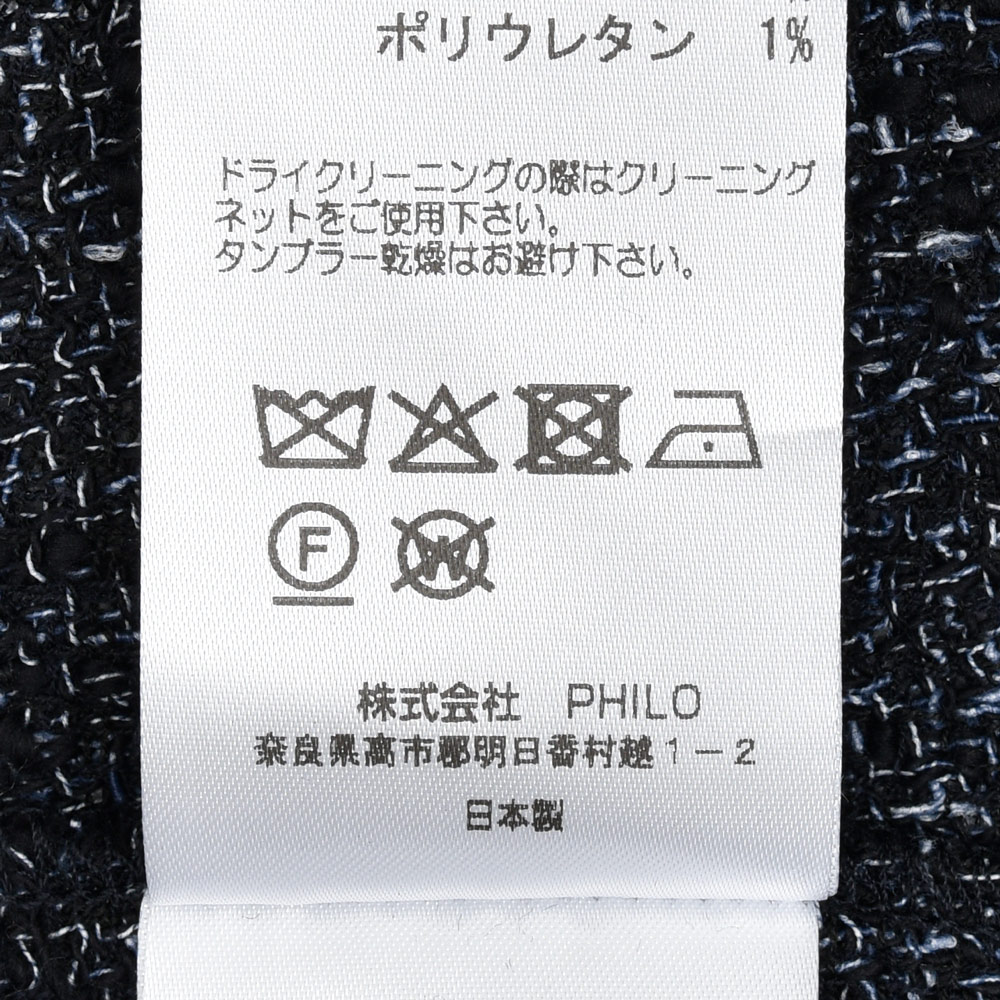 ポリウレタン 1%
ドライクリーニングの際はクリーニング
ネットをご使用下さい。
タンブラー乾燥はお避け下さい。
F W
株式会社 PHILO
奈良県高市郡明日香村越1-2
日本製